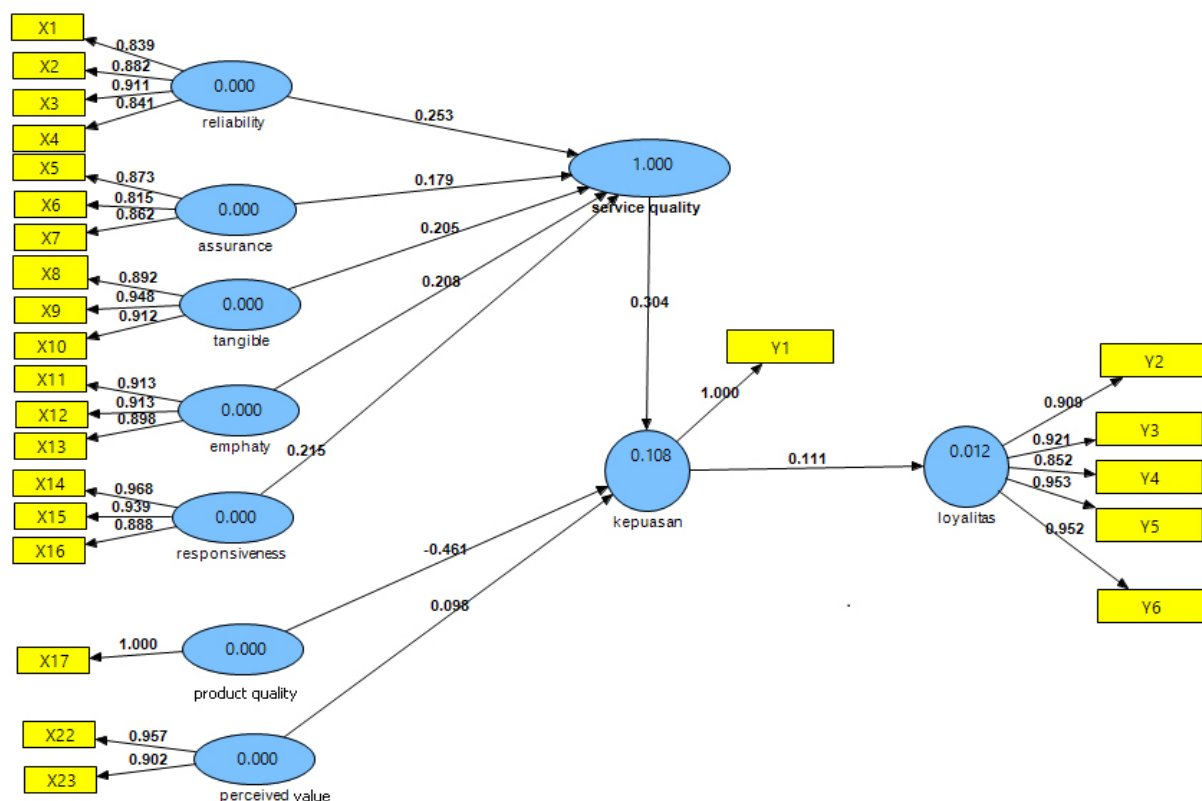 X1
0.839
X2
0.882
X3
0.911
X4
0.841
0.000
reliability
0.253
X5
0.873
X6
0.815
X7
0.862
0.000
assurance
0.179
1.000
service quality
X8
0.892
X9
0.948
X10
0.912
0.000
tangible
0.205
X11
0.913
X12
0.913
X13
0.898
0.000
emphaty
0.208
X14
0.968
X15
0.939
X16
0.888
0.000
responsiveness
0.215
0.304
Y1
1.000
0.108
kepuasan
0.111
0.012
loyalitas
Y2
0.909
Y3
0.921
Y4
0.852
Y5
0.953
Y6
0.952
X17
1.000
0.000
product quality
-0.461
X22
0.957
X23
0.902
0.000
perceived value
0.098